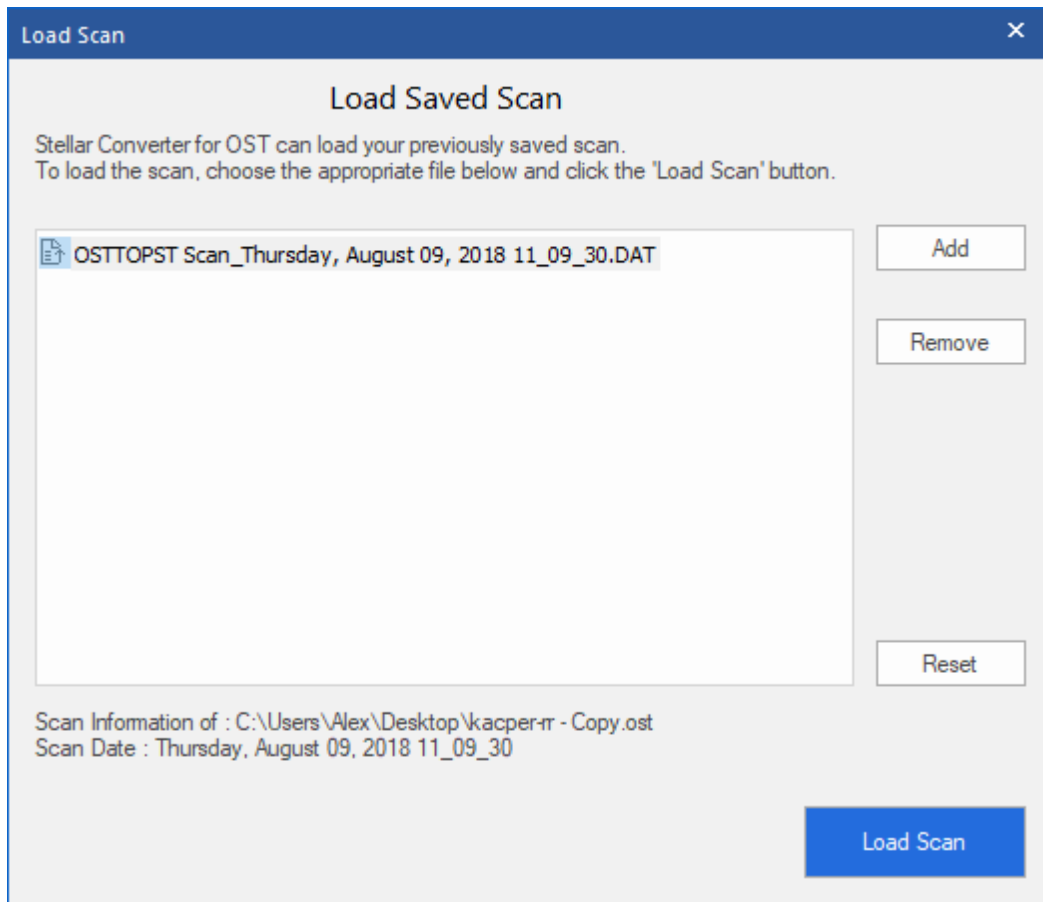 Load Scan
Load Saved Scan
Stellar Converter for OST can load your previously saved scan.
To load the scan, choose the appropriate file below and click the 'Load Scan' button.
OSTTOPST Scan_Thursday, August 09, 2018 11_09_30.DAT
Add
Remove
Reset
Scan Information of : C:\Users\Alex\Desktop\kacper-rr - Copy.ost
Scan Date : Thursday, August 09, 2018 11_09_30
Load Scan